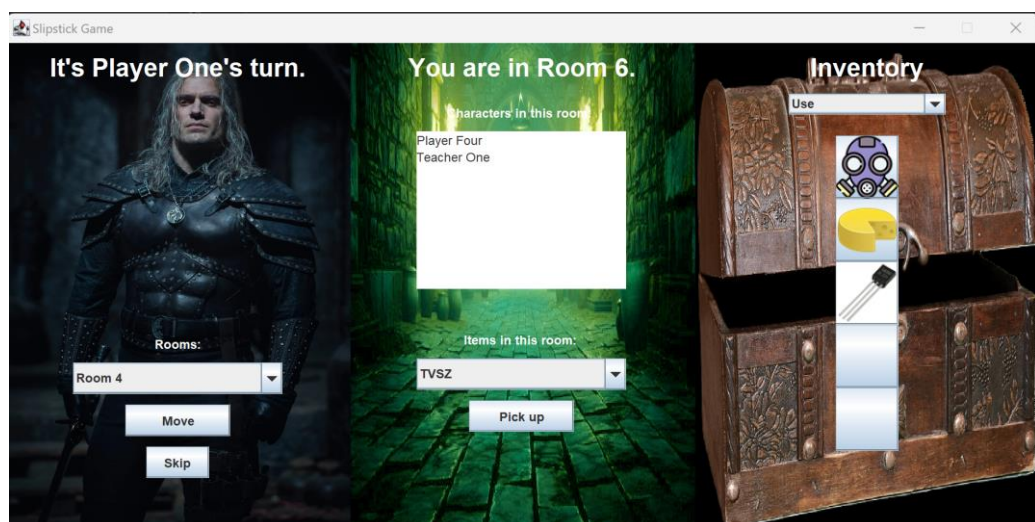 Slipstick Game
It's Player One's turn.
Rooms:
Room 4
Move
Skip
You are in Room 6.
Characters in this room:
Player Four
Teacher One
Items in this room:
TVSZ
Pick up
Inventory
Use